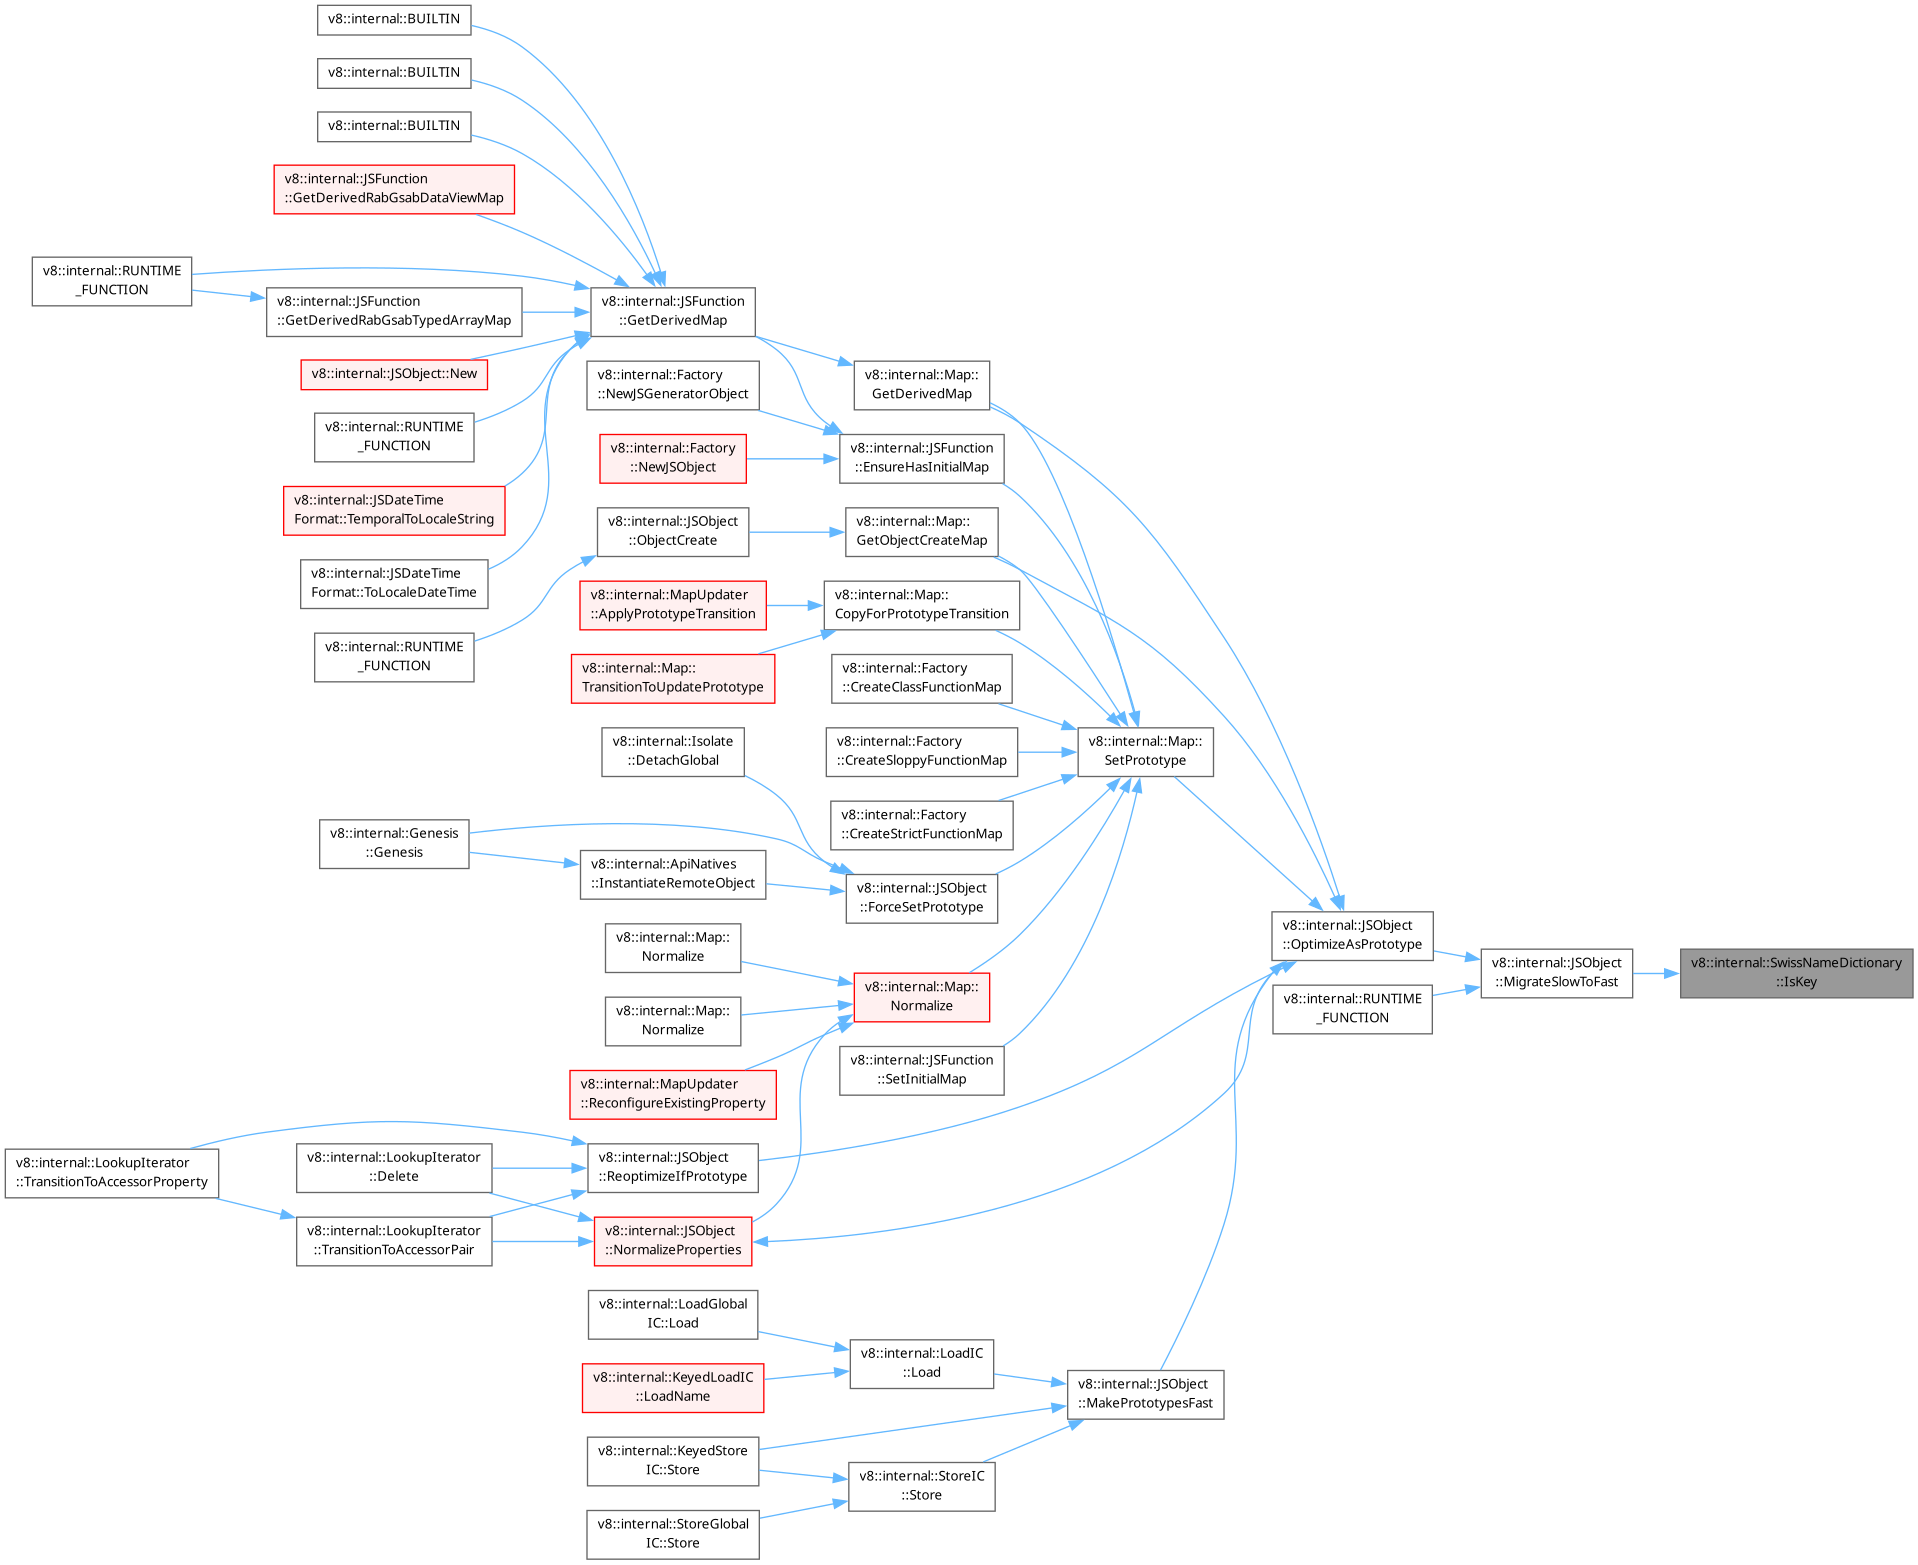 v8::internal::BUILTIN
v8::internal::BUILTIN
v8::internal::BUILTIN
v8::internal::JSFunction
::GetDerivedRabGsabDataViewMap
v8::internal::RUNTIME
_FUNCTION
v8::internal::JSFunction
::GetDerivedRabGsabTypedArrayMap
v8::internal::JSFunction
::GetDerivedMap
v8::internal::JSObject::New
v8::internal::Factory
::NewJSGeneratorObject
v8::internal::Map::
GetDerivedMap
v8::internal::RUNTIME
_FUNCTION
v8::internal::Factory
::NewJSObject
v8::internal::JSFunction
::EnsureHasInitialMap
v8::internal::JSDateTime
Format::TemporalToLocaleString
v8::internal::JSObject
::ObjectCreate
v8::internal::Map::
GetObjectCreateMap
v8::internal::JSDateTime
Format::ToLocaleDateTime
v8::internal::MapUpdater
::ApplyPrototypeTransition
v8::internal::Map::
CopyForPrototypeTransition
v8::internal::RUNTIME
_FUNCTION
v8::internal::Map::
TransitionToUpdatePrototype
v8::internal::Factory
::CreateClassFunctionMap
v8::internal::Isolate
::DetachGlobal
v8::internal::Factory
::CreateSloppyFunctionMap
v8::internal::Map::
SetPrototype
v8::internal::Factory
::CreateStrictFunctionMap
v8::internal::Genesis
::Genesis
v8::internal::ApiNatives
::InstantiateRemoteObject
v8::internal::JSObject
::ForceSetPrototype
v8::internal::Map::
Normalize
v8::internal::JSObject
::OptimizeAsPrototype
v8::internal::JSObject
::MigrateSlowToFast
v8::internal::SwissNameDictionary
::IsKey
v8::internal::Map::
Normalize
v8::internal::Map::
Normalize
v8::internal::RUNTIME
_FUNCTION
v8::internal::JSFunction
::SetInitialMap
v8::internal::MapUpdater
::ReconfigureExistingProperty
v8::internal::LookupIterator
::TransitionToAccessorProperty
v8::internal::LookupIterator
::Delete
v8::internal::JSObject
::ReoptimizeIfPrototype
v8::internal::LookupIterator
::TransitionToAccessorPair
v8::internal::JSObject
::NormalizeProperties
v8::internal::LoadGlobal
IC::Load
v8::internal::LoadIC
::Load
v8::internal::KeyedLoadIC
::LoadName
v8::internal::JSObject
::MakePrototypesFast
v8::internal::KeyedStore
IC::Store
v8::internal::StoreIC
::Store
v8::internal::StoreGlobal
IC::Store